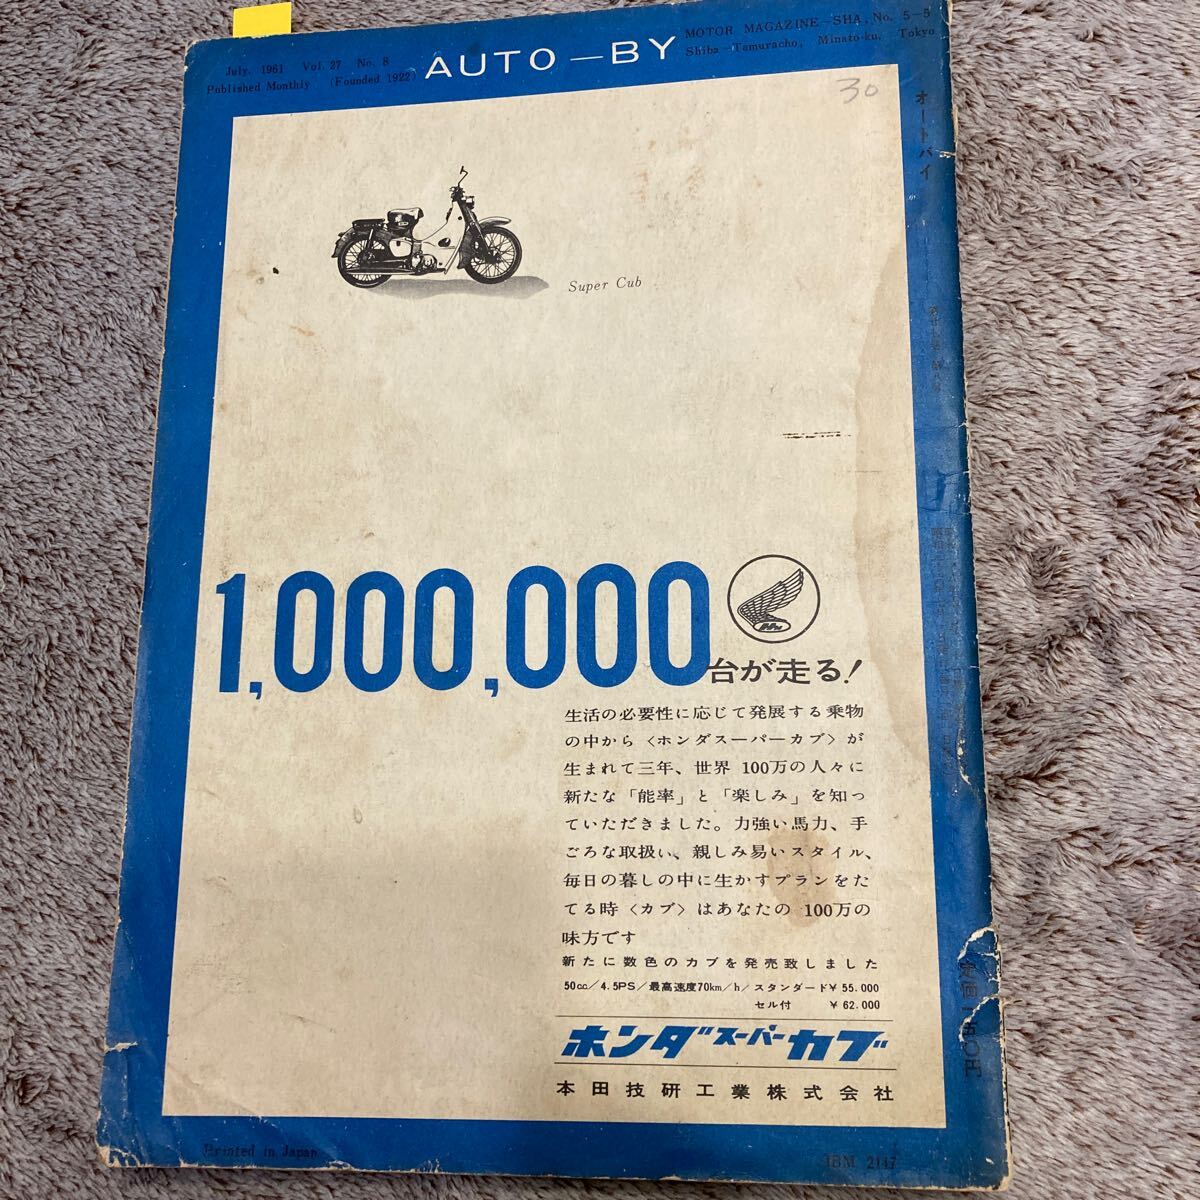 July. 1961 Vol. 27 No. 8
Published Monthly (Founded 1922)
AUTO—BY
MOTOR MAGAZINE—SHA, No. 5—5
Shiba—Tamuracho, Minato-ku, Tokyo
30
オートバイ
Super Cub
1,000,000台が走る!
生活の必要性に応じて発展する乗物
の中から〈ホンダスーパーカブ〉が
生まれて三年、世界 100万の人々に
新たな「能率」と「楽しみ」を知っ
ていただきました。力強い馬力、手
ごろな取扱い、親しみ易いスタイル、
毎日の暮しの中に生かすプランをた
てる時〈カブ〉はあなたの 100万の
味方です
新たに数色のカブを発売致しました
50cc/4.5PS/最高速度70km/h/スタンダード¥ 55.000
セル付 ¥ 62.000
ホンダスーパーカブ
本田技研工業株式会社
定価一五〇円
Printed in Japan
IBM 2147